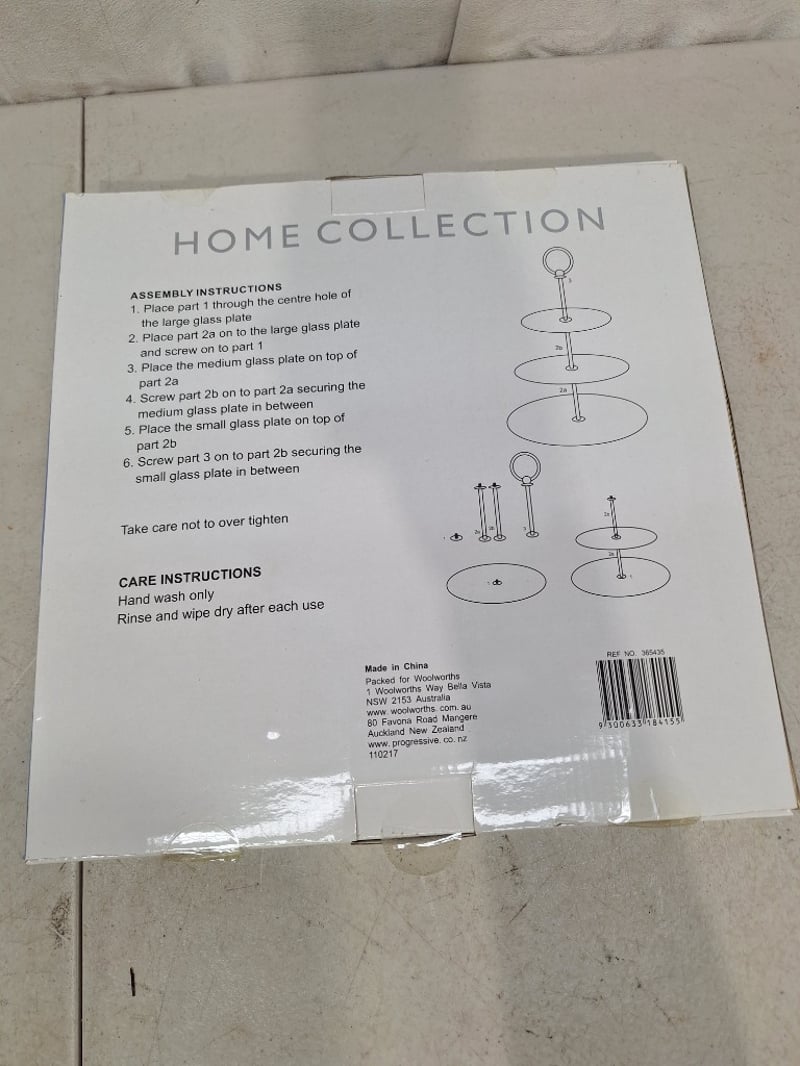 HOME COLLECTION
ASSEMBLY INSTRUCTIONS
1. Place part 1 through the centre hole of
the large glass plate
2. Place part 2a on to the large glass plate
and screw on to part 1
3. Place the medium glass plate on top of
part 2a
4. Screw part 2b on to part 2a securing the
medium glass plate in between
5. Place the small glass plate on top of
part 2b
6. Screw part 3 on to part 2b securing the
small glass plate in between
Take care not to over tighten
CARE INSTRUCTIONS
Hand wash only
Rinse and wipe dry after each use
3
2b
2a
Made in China
Packed for Woolworths
1 Woolworths Way Bella Vista
NSW 2153 Australia
www.woolworths.com.au
80 Favona Road Mangere
Auckland New Zealand
www.progressive.co.nz
110217
REF NO. 365435
9 300633 184155